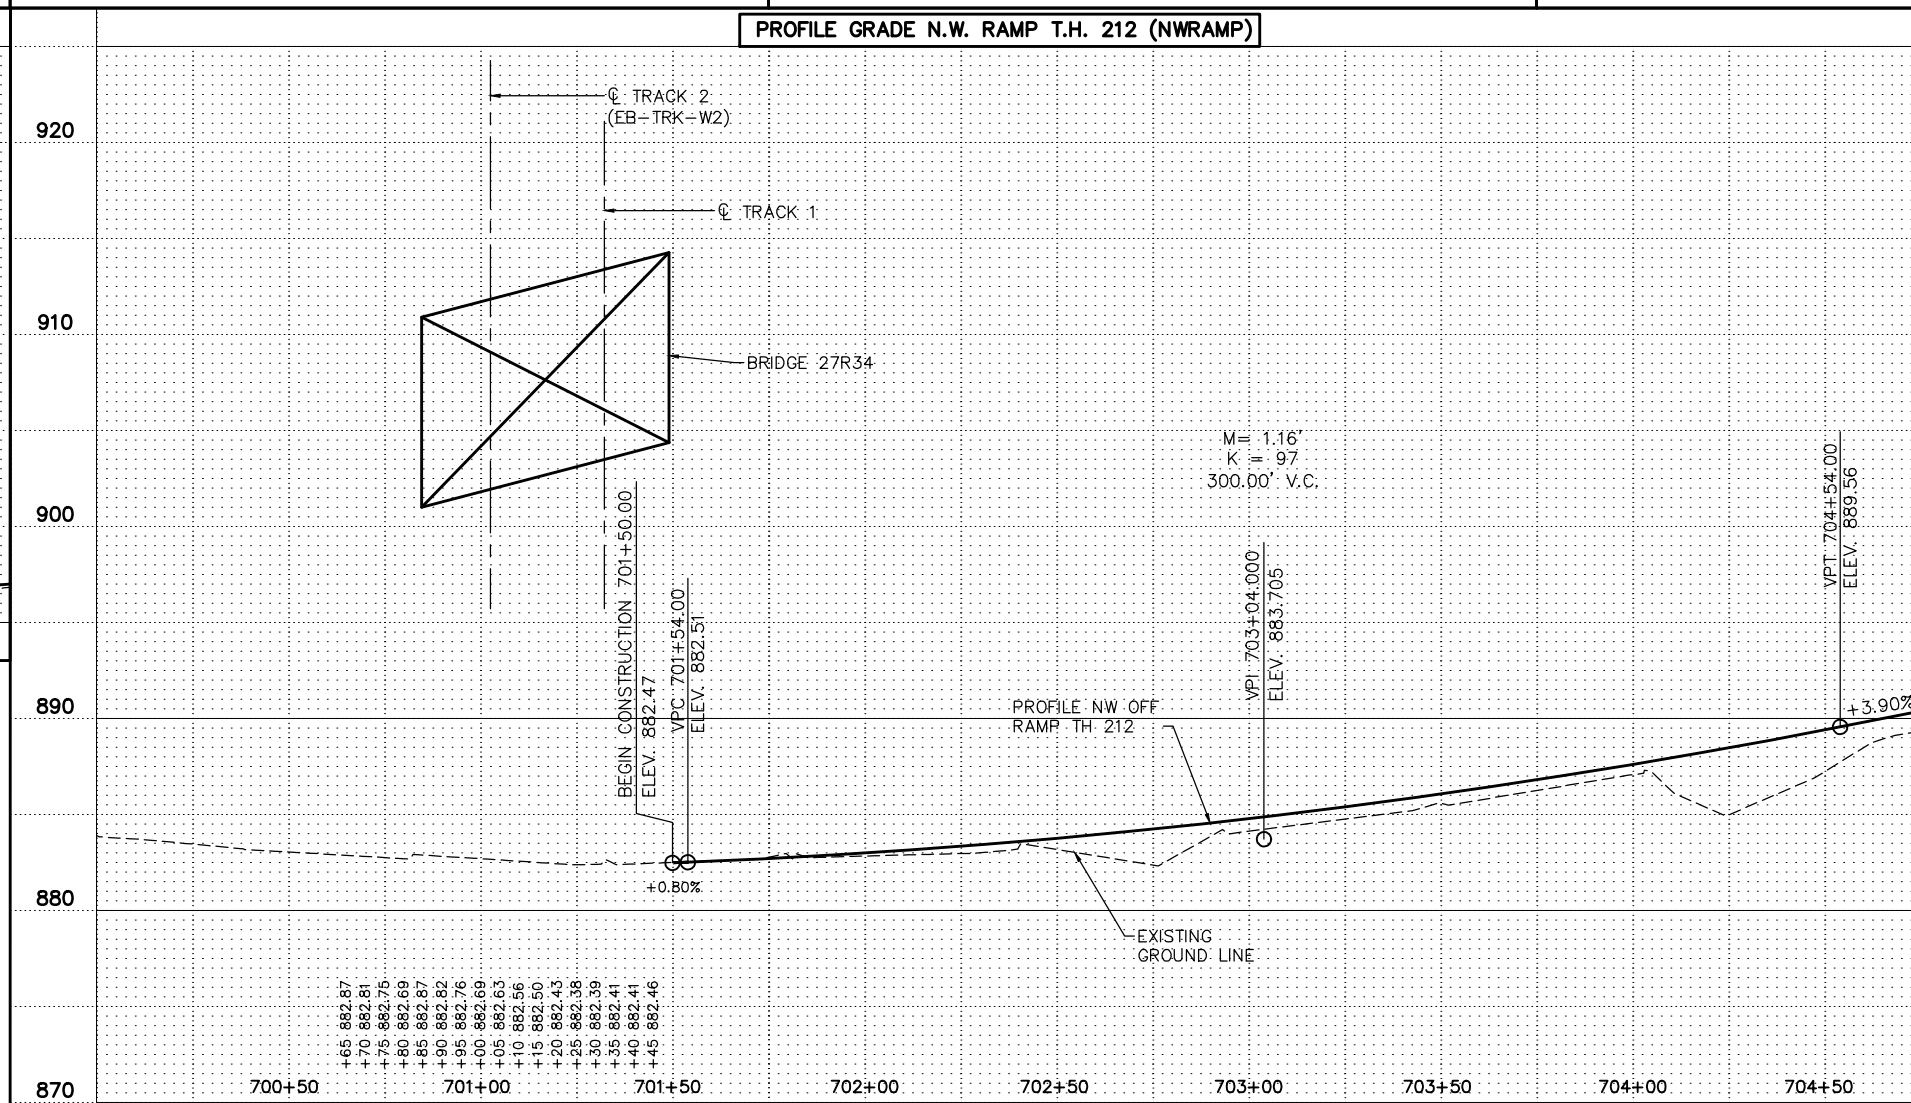 PROFILE GRADE N.W. RAMP T.H. 212 (NWRAMP)
℄ TRACK 2
(EB-TRK-W2)
℄ TRACK 1
BRIDGE 27R34
920
910
900
890
880
870
M= 1.16'
K = 97
300.00' V.C.
BEGIN CONSTRUCTION 701+50.00
ELEV. 882.47
VPC 701+54.00
ELEV. 882.51
VPI 703+04.000
ELEV. 883.705
VPT 704+54.00
ELEV. 889.56
PROFILE NW OFF
RAMP TH 212
+3.90%
+0.80%
EXISTING
GROUND LINE
+65 882.87
+70 882.81
+75 882.75
+80 882.69
+85 882.87
+90 882.82
+95 882.76
+00 882.69
+05 882.63
+10 882.56
+15 882.50
+20 882.43
+25 882.38
+30 882.39
+35 882.41
+40 882.41
+45 882.46
700+50
701+00
701+50
702+00
702+50
703+00
703+50
704+00
704+50